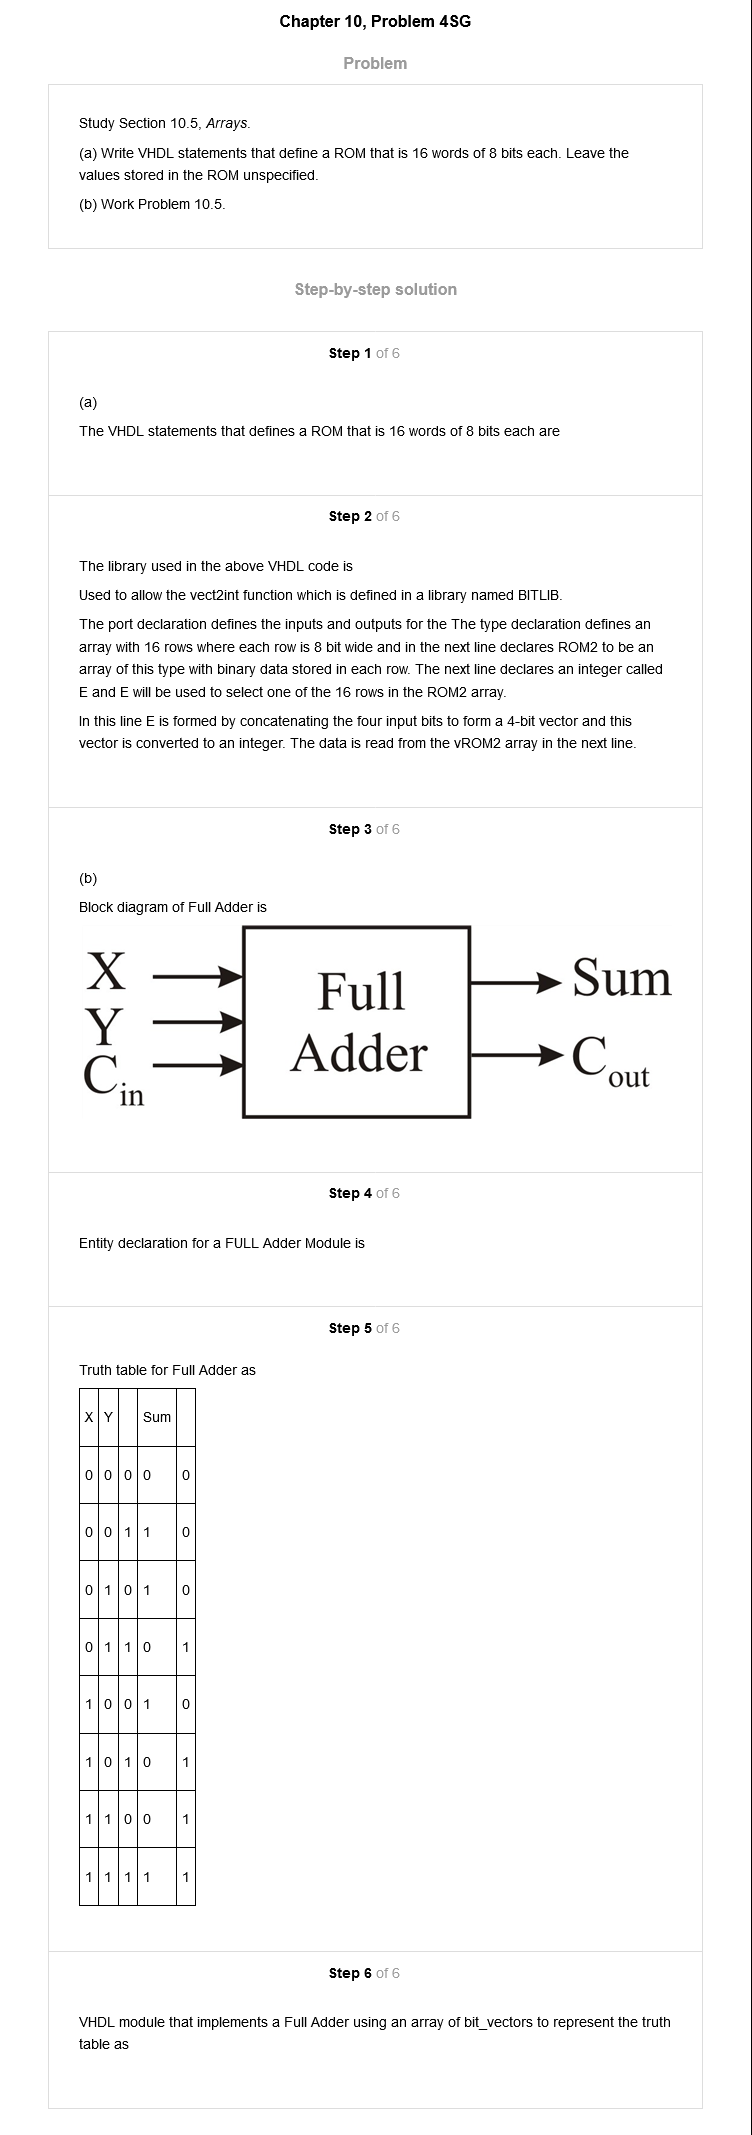 Chapter 10, Problem 4SG
Problem
Study Section 10.5, Arrays.
(a) Write VHDL statements that define a ROM that is 16 words of 8 bits each. Leave the
values stored in the ROM unspecified.
(b) Work Problem 10.5.
Step-by-step solution
Step 1 of 6
(a)
The VHDL statements that defines a ROM that is 16 words of 8 bits each are
Step 2 of 6
The library used in the above VHDL code is
Used to allow the vect2int function which is defined in a library named BITLIB.
The port declaration defines the inputs and outputs for the The type declaration defines an
array with 16 rows where each row is 8 bit wide and in the next line declares ROM2 to be an
array of this type with binary data stored in each row. The next line declares an integer called
E and E will be used to select one of the 16 rows in the ROM2 array.
In this line E is formed by concatenating the four input bits to form a 4-bit vector and this
vector is converted to an integer. The data is read from the vROM2 array in the next line.
Step 3 of 6
(b)
Block diagram of Full Adder is
X
Y
Cin
Full
Adder
Sum
Cout
Step 4 of 6
Entity declaration for a FULL Adder Module is
Step 5 of 6
Truth table for Full Adder as
X Y Sum
0 0 0 0 0
0 0 1 1 0
0 1 0 1 0
0 1 1 0 1
1 0 0 1 0
1 0 1 0 1
1 1 0 0 1
1 1 1 1 1
Step 6 of 6
VHDL module that implements a Full Adder using an array of bit_vectors to represent the truth
table as